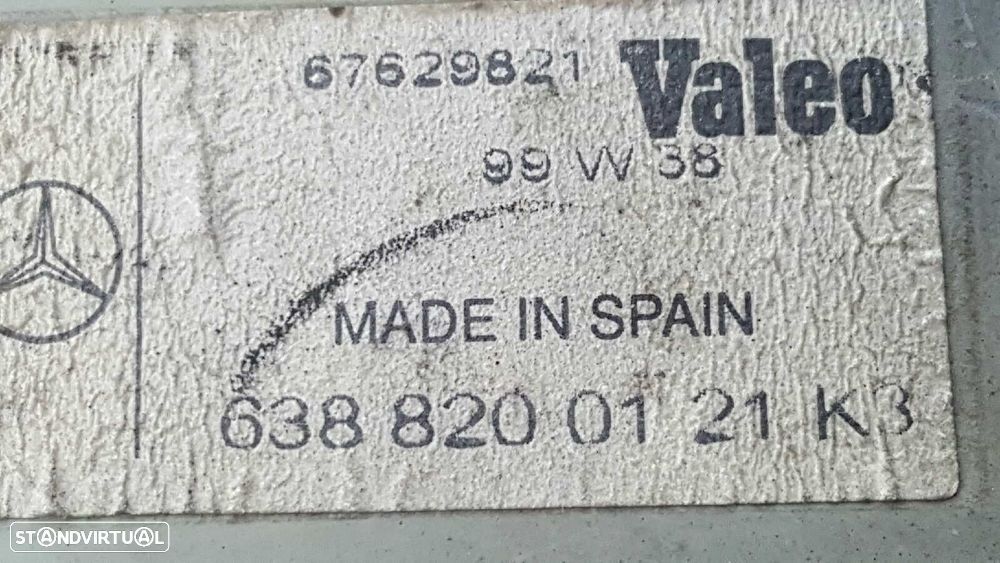 67629821 Valeo
99 W 38
MADE IN SPAIN
638 820 01 21 K3
STANDVIRTUAL